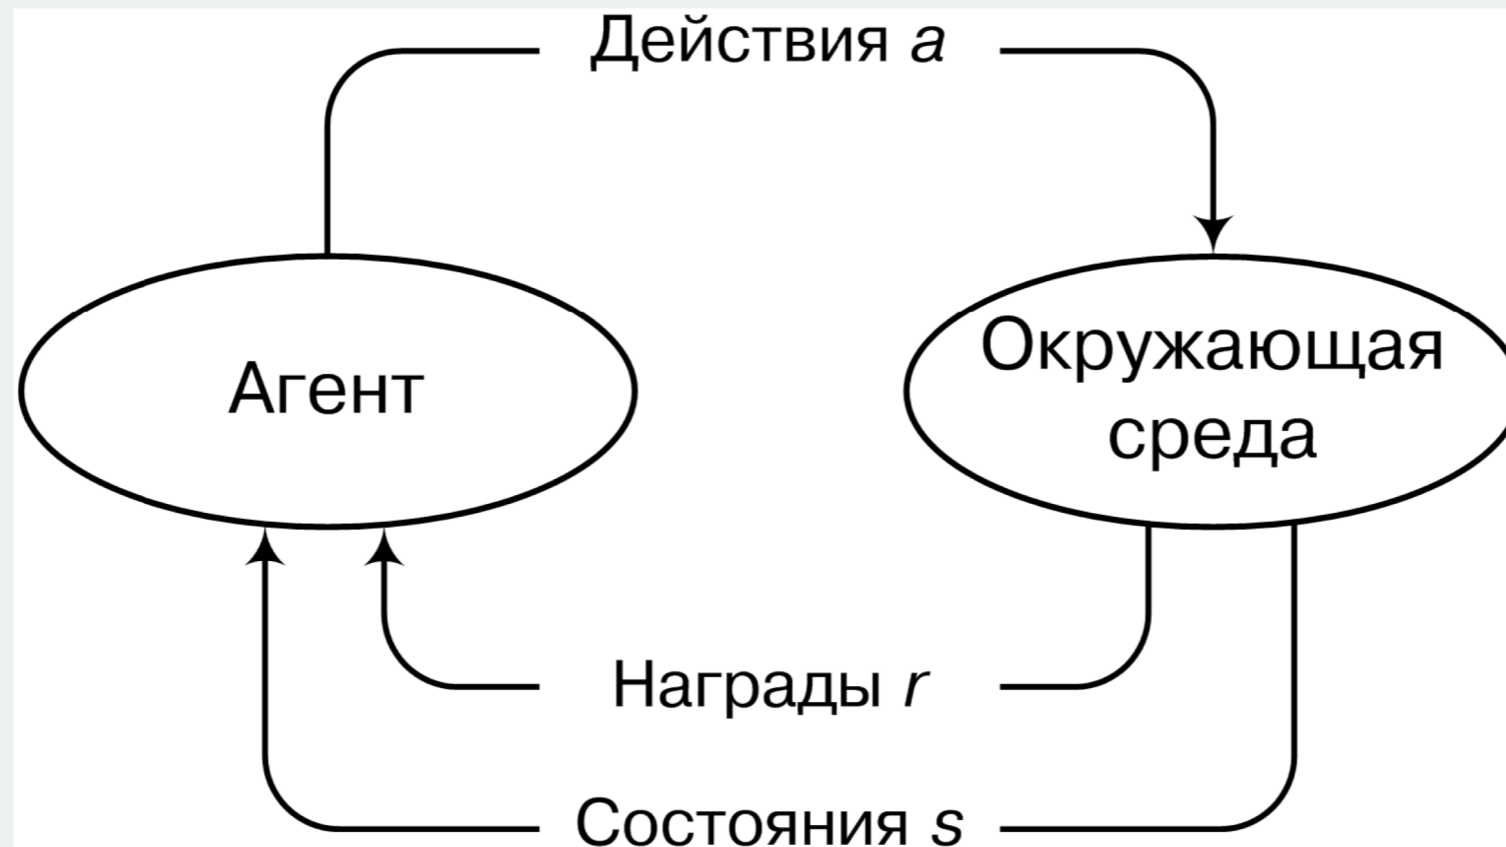 Действия a
Агент
Окружающая
среда
Награды r
Состояния s